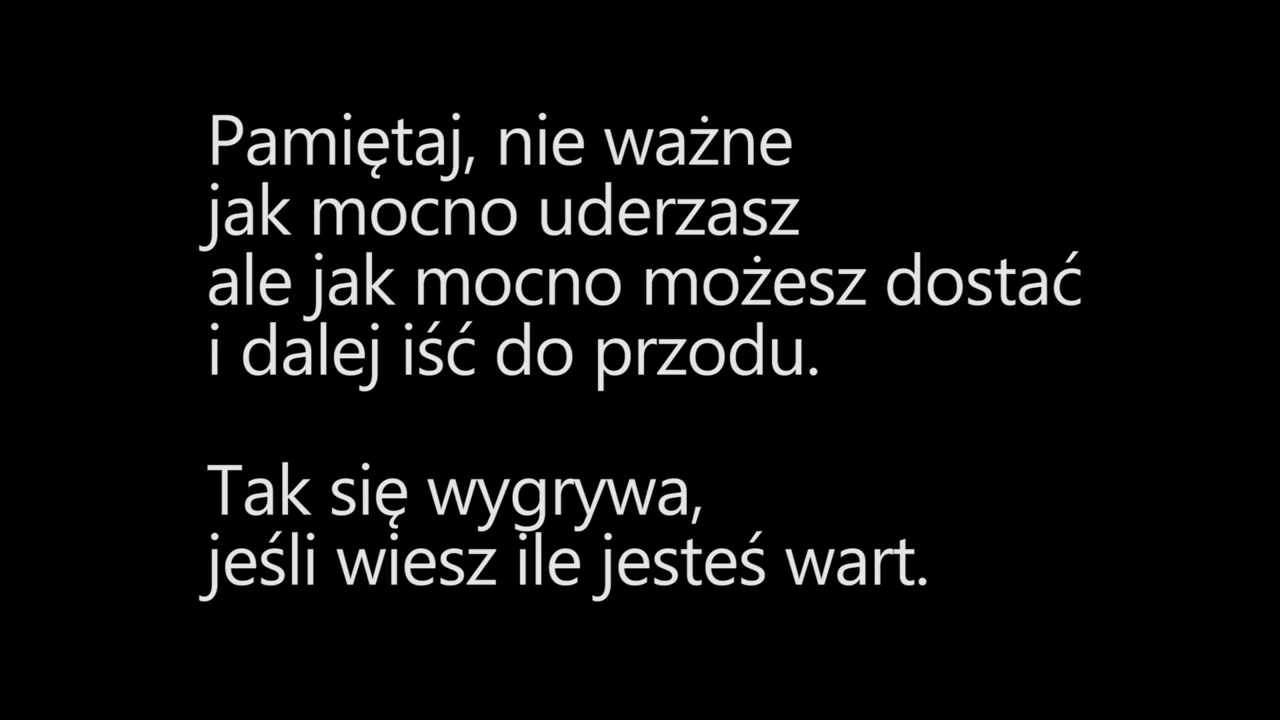 Pamiętaj, nie ważne
jak mocno uderzasz
ale jak mocno możesz dostać
i dalej iść do przodu.
Tak się wygrywa,
jeśli wiesz ile jesteś wart.